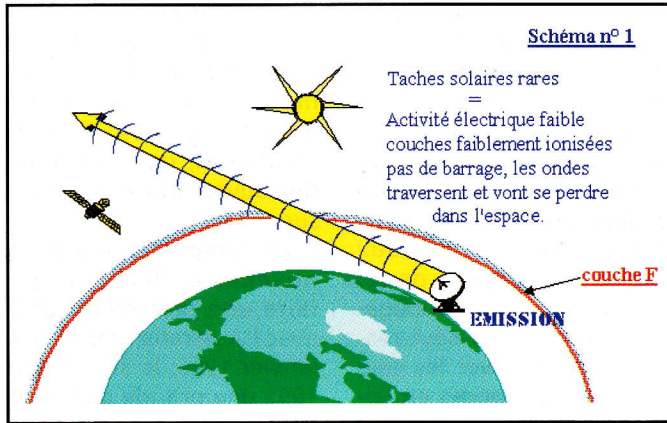 Schéma n° 1
Taches solaires rares
=
Activité électrique faible
couches faiblement ionisées
pas de barrage, les ondes
traversent et vont se perdre
dans l'espace.
couche F
EMISSION